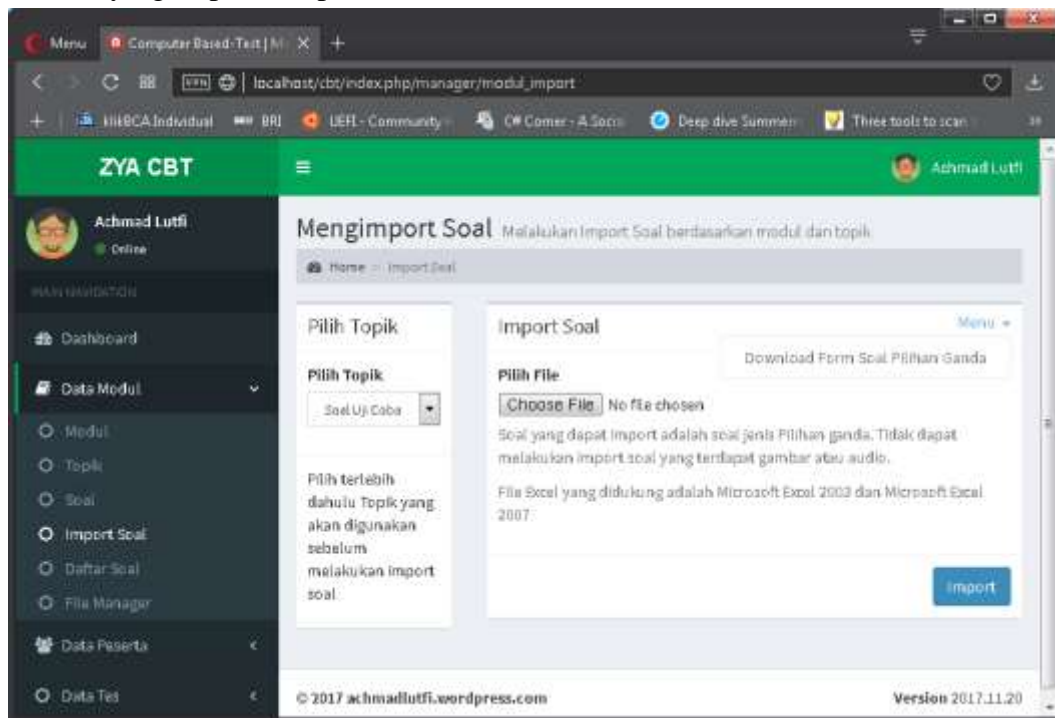 Menu
Computer Based-Test | M
VPN
localhost/cbt/index.php/manager/modul_import
klikBCA Individual
BRI
UEFI - Community
C# Corner - A Socia
Deep dive Summer
Three tools to scan
ZYA CBT
Achmad Lutfi
Achmad Lutfi
Online
MAIN NAVIGATION
Dashboard
Data Modul
Modul
Topik
Soal
Import Soal
Daftar Soal
File Manager
Data Peserta
Data Tes
Mengimport Soal Melakukan Import Soal berdasarkan modul dan topik
Home > Import Soal
Pilih Topik
Pilih Topik
Soal Uji Coba
Pilih terlebih
dahulu Topik yang
akan digunakan
sebelum
melakukan import
soal
Import Soal
Menu
Download Form Soal Pilihan Ganda
Pilih File
Choose File No file chosen
Soal yang dapat import adalah soal jenis Pilihan ganda. Tidak dapat
melakukan import soal yang terdapat gambar atau audio.
File Excel yang didukung adalah Microsoft Excel 2003 dan Microsoft Excel
2007
Import
© 2017 achmadlutfi.wordpress.com
Version 2017.11.20